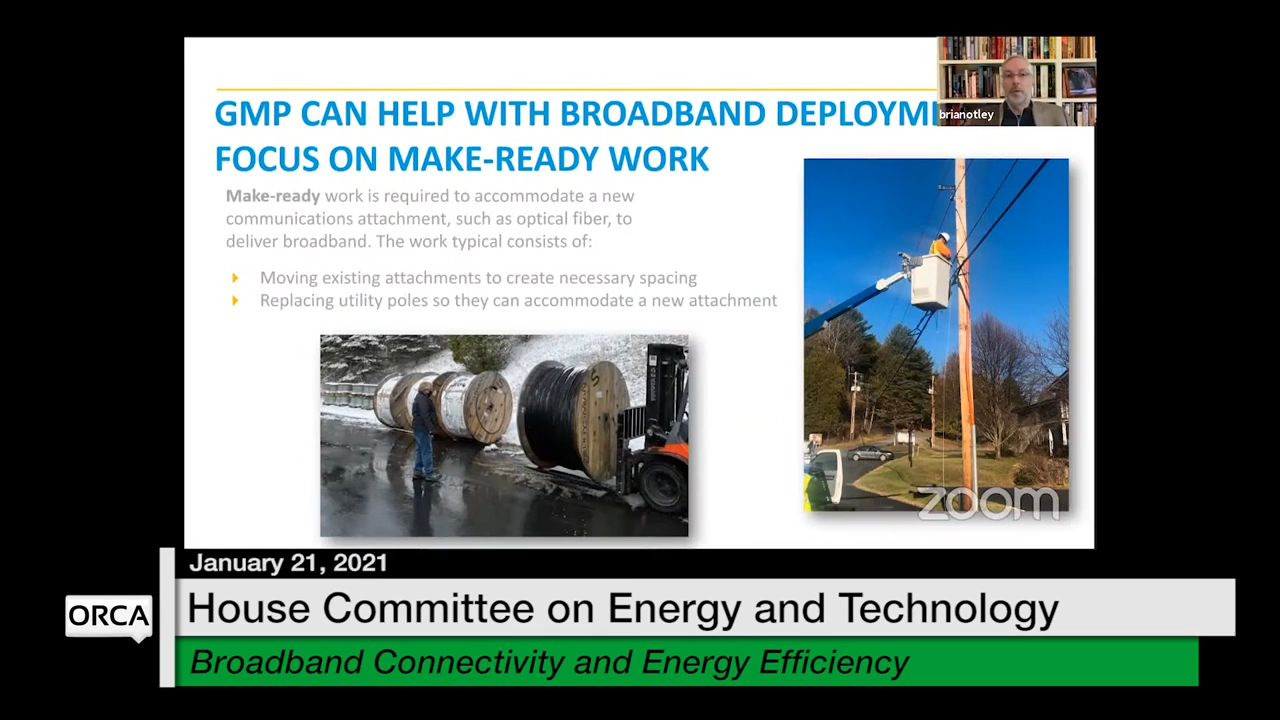 GMP CAN HELP WITH BROADBAND DEPLOYME
FOCUS ON MAKE-READY WORK
brianotley
Make-ready work is required to accommodate a new
communications attachment, such as optical fiber, to
deliver broadband. The work typical consists of:
Moving existing attachments to create necessary spacing
Replacing utility poles so they can accommodate a new attachment
zoom
January 21, 2021
ORCA
House Committee on Energy and Technology
Broadband Connectivity and Energy Efficiency